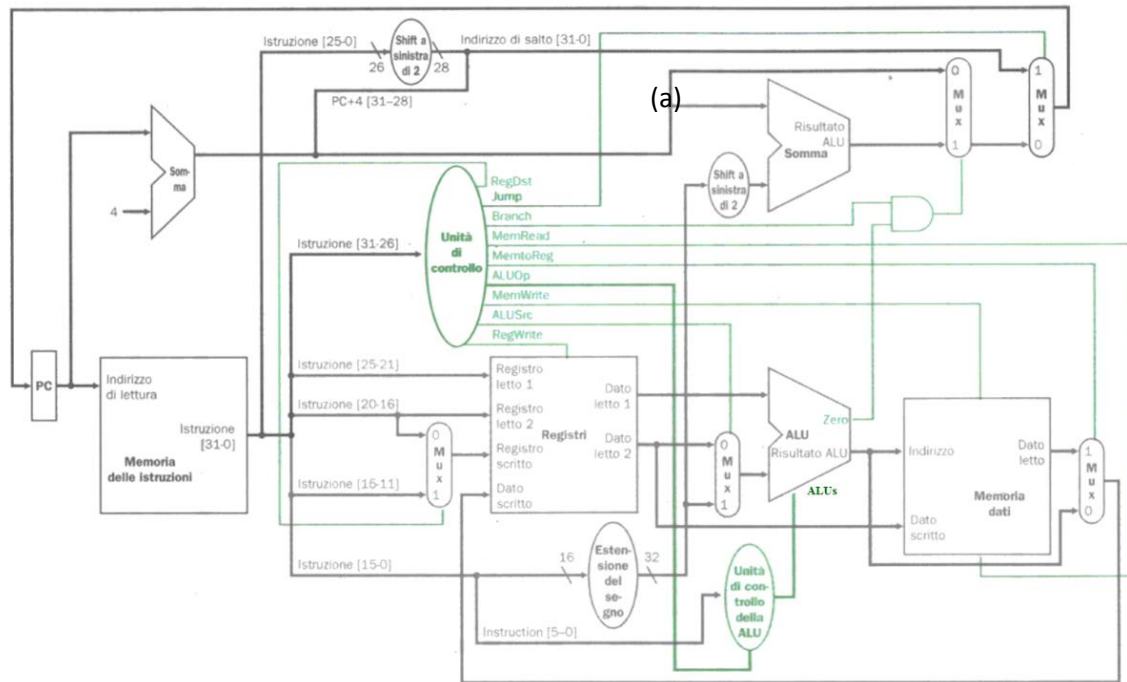 Istruzione [25-0]
Shift a
sinistra
di 2
26
28
Indirizzo di salto [31-0]
PC+4 [31–28]
(a)
0
M
u
x
1
1
M
u
x
0
Risultato
ALU
Somma
Som-
ma
4
Shift a
sinistra
di 2
RegDst
Jump
Branch
MemRead
MemtoReg
ALUOp
MemWrite
ALUSrc
RegWrite
Unità
di
controllo
Istruzione [31-26]
PC
Indirizzo
di lettura
Istruzione
[31-0]
Memoria
delle istruzioni
Istruzione [25-21]
Istruzione [20-16]
Istruzione [15-11]
0
M
u
x
1
Registro
letto 1
Registro
letto 2
Registro
scritto
Dato
scritto
Dato
letto 1
Dato
letto 2
Registri
0
M
u
x
1
Zero
ALU
Risultato ALU
ALUs
Indirizzo
Dato
letto
Memoria
dati
Dato
scritto
1
M
u
x
0
Istruzione [15-0]
16
Esten-
sione
del
se-
gno
32
Unità
di con-
trollo
della
ALU
Instruction [5–0]